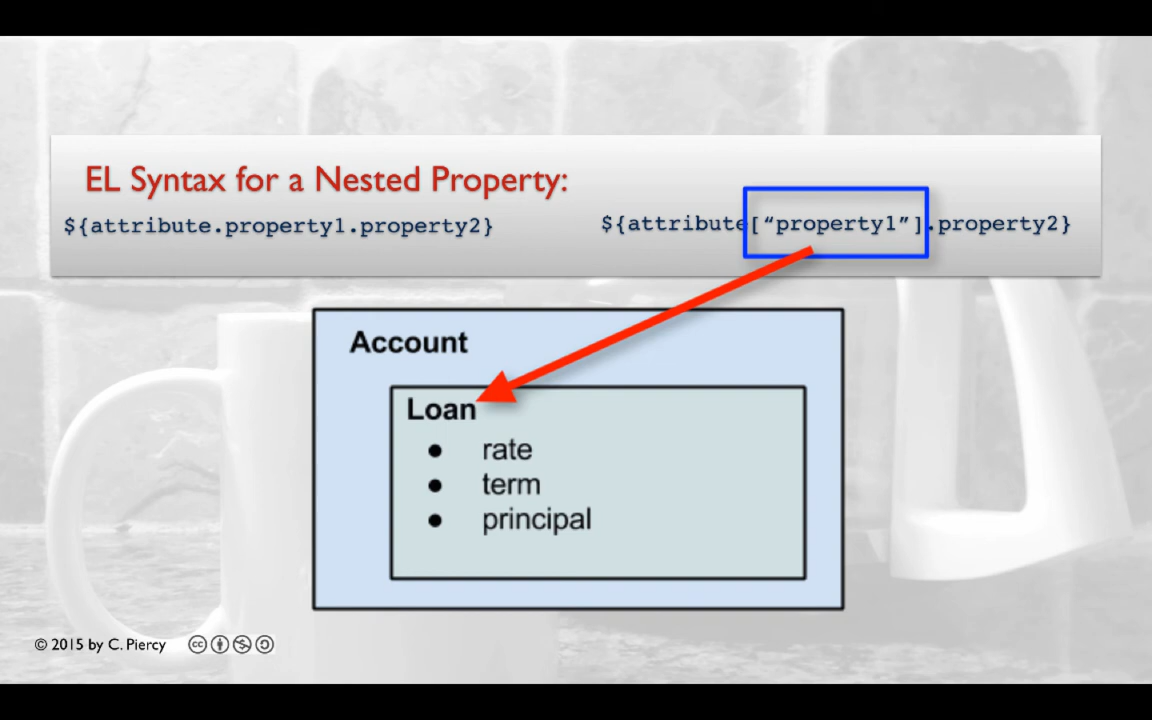 EL Syntax for a Nested Property:
${attribute.property1.property2} ${attribute[“property1”].property2}
Account
Loan
● rate
● term
● principal
© 2015 by C. Piercy